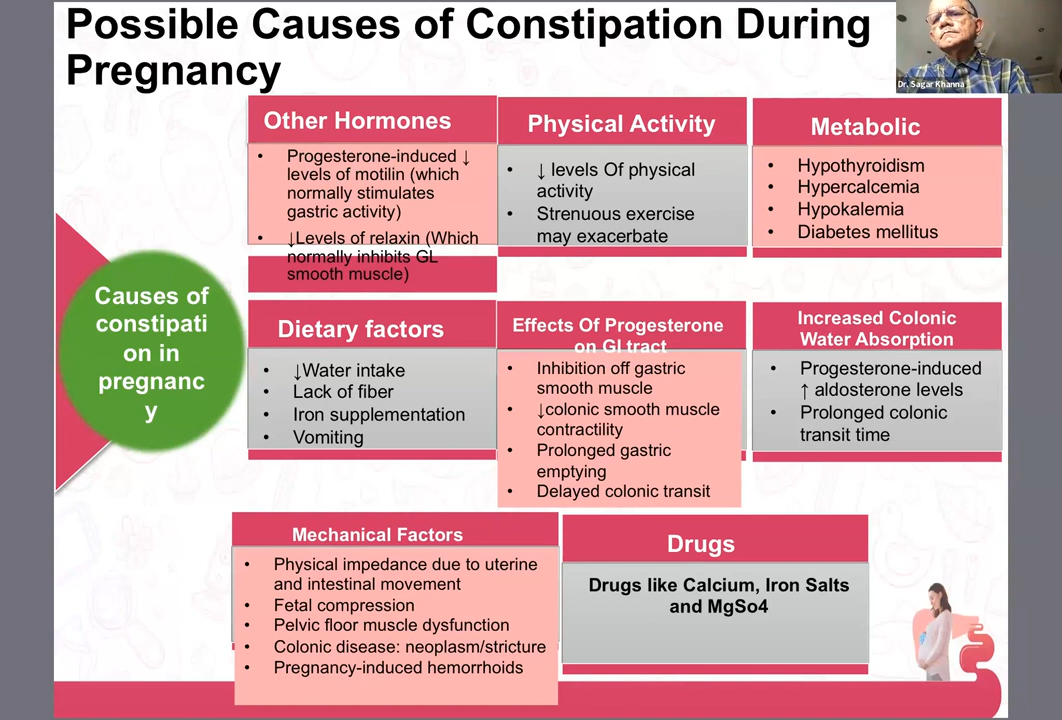 Possible Causes of Constipation During
Pregnancy
Dr. Sagar Khanna
Causes of
constipati
on in
pregnanc
y
Other Hormones
• Progesterone-induced ↓
levels of motilin (which
normally stimulates
gastric activity)
• ↓Levels of relaxin (Which
normally inhibits GL
smooth muscle)
Physical Activity
• ↓ levels Of physical
activity
• Strenuous exercise
may exacerbate
Metabolic
• Hypothyroidism
• Hypercalcemia
• Hypokalemia
• Diabetes mellitus
Dietary factors
• ↓Water intake
• Lack of fiber
• Iron supplementation
• Vomiting
Effects Of Progesterone
on GI tract
• Inhibition off gastric
smooth muscle
• ↓colonic smooth muscle
contractility
• Prolonged gastric
emptying
• Delayed colonic transit
Increased Colonic
Water Absorption
• Progesterone-induced
↑ aldosterone levels
• Prolonged colonic
transit time
Mechanical Factors
• Physical impedance due to uterine
and intestinal movement
• Fetal compression
• Pelvic floor muscle dysfunction
• Colonic disease: neoplasm/stricture
• Pregnancy-induced hemorrhoids
Drugs
Drugs like Calcium, Iron Salts
and MgSo4